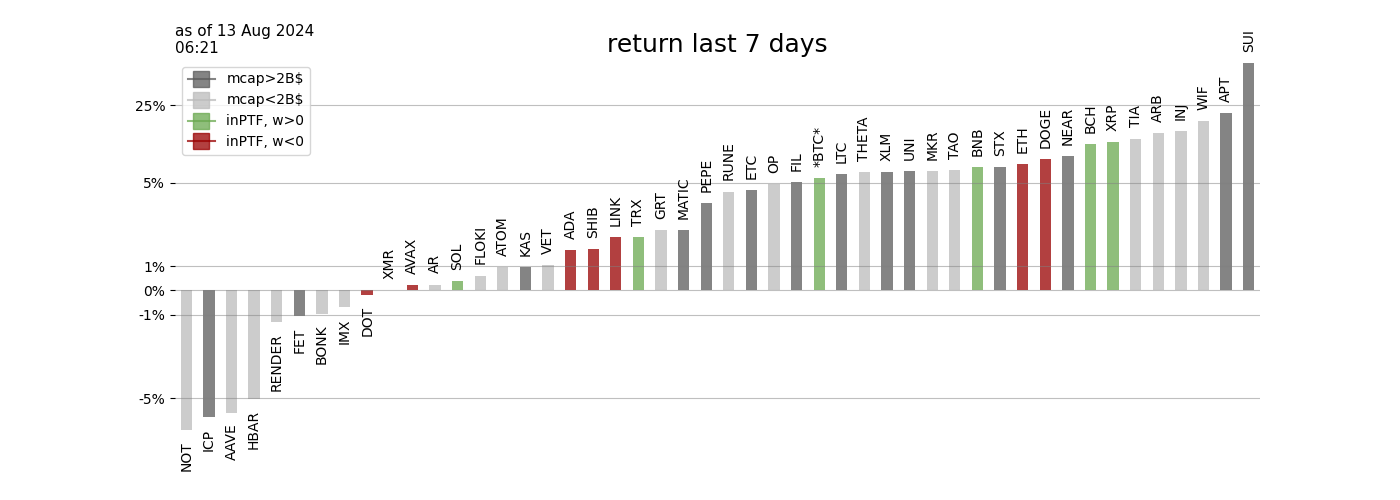 as of 13 Aug 2024
06:21
return last 7 days
mcap>2B$
mcap<2B$
inPTF, w>0
inPTF, w<0
25%
5%
1%
0%
-1%
-5%
NOT
ICP
AAVE
HBAR
RENDER
FET
BONK
IMX
DOT
XMR
AVAX
AR
SOL
FLOKI
ATOM
KAS
VET
ADA
SHIB
LINK
TRX
GRT
MATIC
PEPE
RUNE
ETC
OP
FIL
*BTC*
LTC
THETA
XLM
UNI
MKR
TAO
BNB
STX
ETH
DOGE
NEAR
BCH
XRP
TIA
ARB
INJ
WIF
APT
SUI